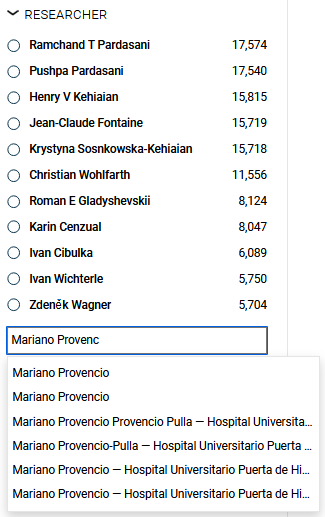 RESEARCHER
Ramchand T Pardasani 17,574
Pushpa Pardasani 17,540
Henry V Kehiaian 15,815
Jean-Claude Fontaine 15,719
Krystyna Sosnkowska-Kehiaian 15,718
Christian Wohlfarth 11,556
Roman E Gladyshevskii 8,124
Karin Cenzual 8,047
Ivan Cibulka 6,089
Ivan Wichterle 5,750
Zdeněk Wagner 5,704
Mariano Provenc
Mariano Provencio
Mariano Provencio
Mariano Provencio Provencio Pulla — Hospital Universita...
Mariano Provencio-Pulla — Hospital Universitario Puerta ...
Mariano Provencio — Hospital Universitario Puerta de Hi...
Mariano Provencio — Hospital Universitario Puerta de Hi...